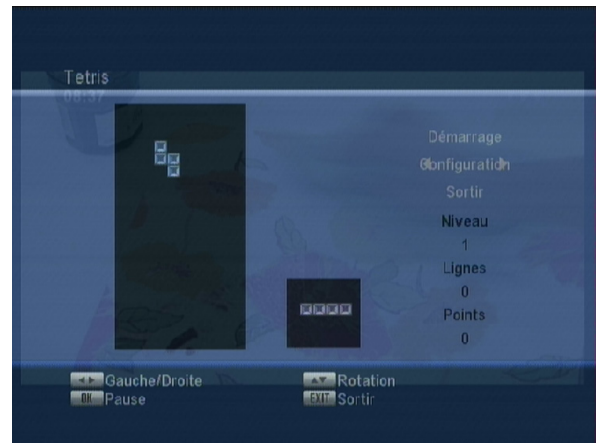 Tetris
08:37
Démarrage
Configuration
Sortir
Niveau
1
Lignes
0
Points
0
Gauche/Droite
Rotation
OK Pause
EXIT Sortir